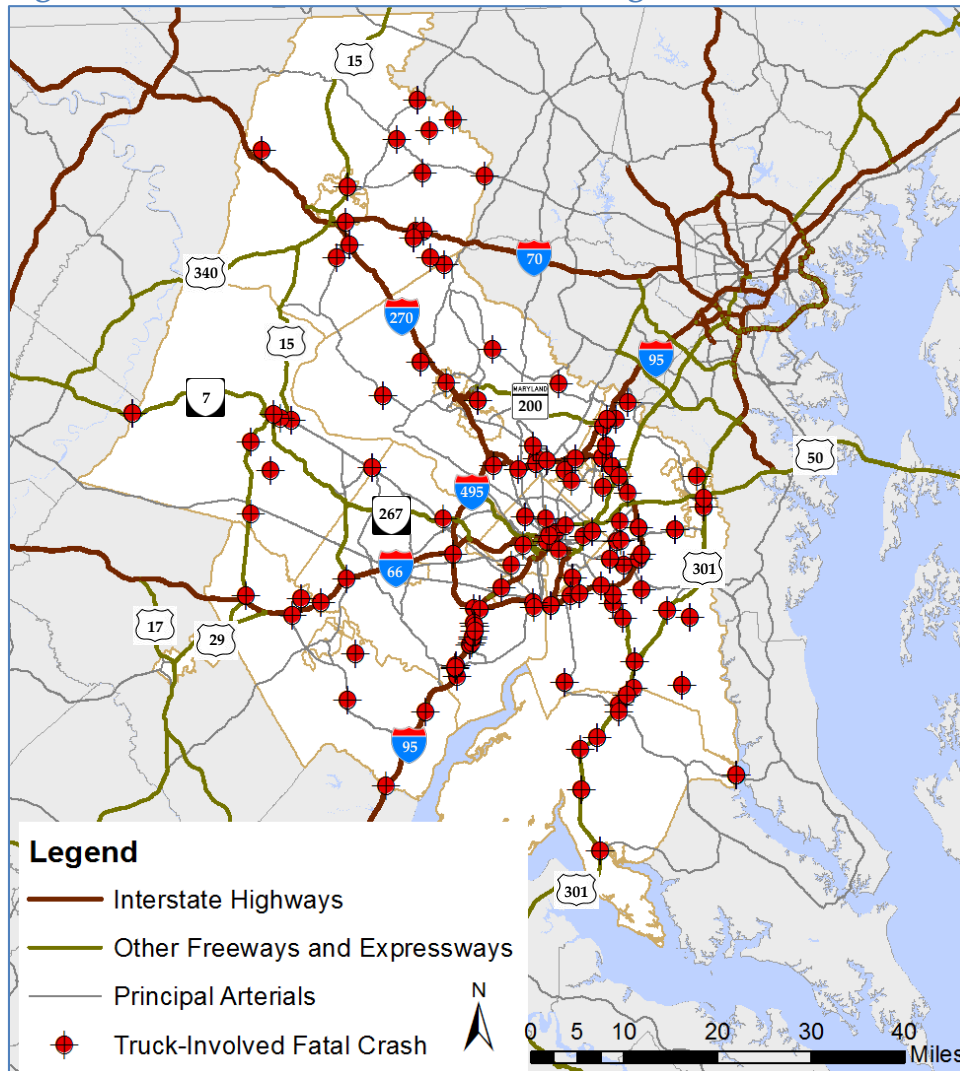 15
340
70
270
15
95
7
MARYLAND
200
50
495
267
66
301
17
29
95
301
Legend
Interstate Highways
Other Freeways and Expressways
Principal Arterials
Truck-Involved Fatal Crash
N
0 5 10 20 30 40
Miles